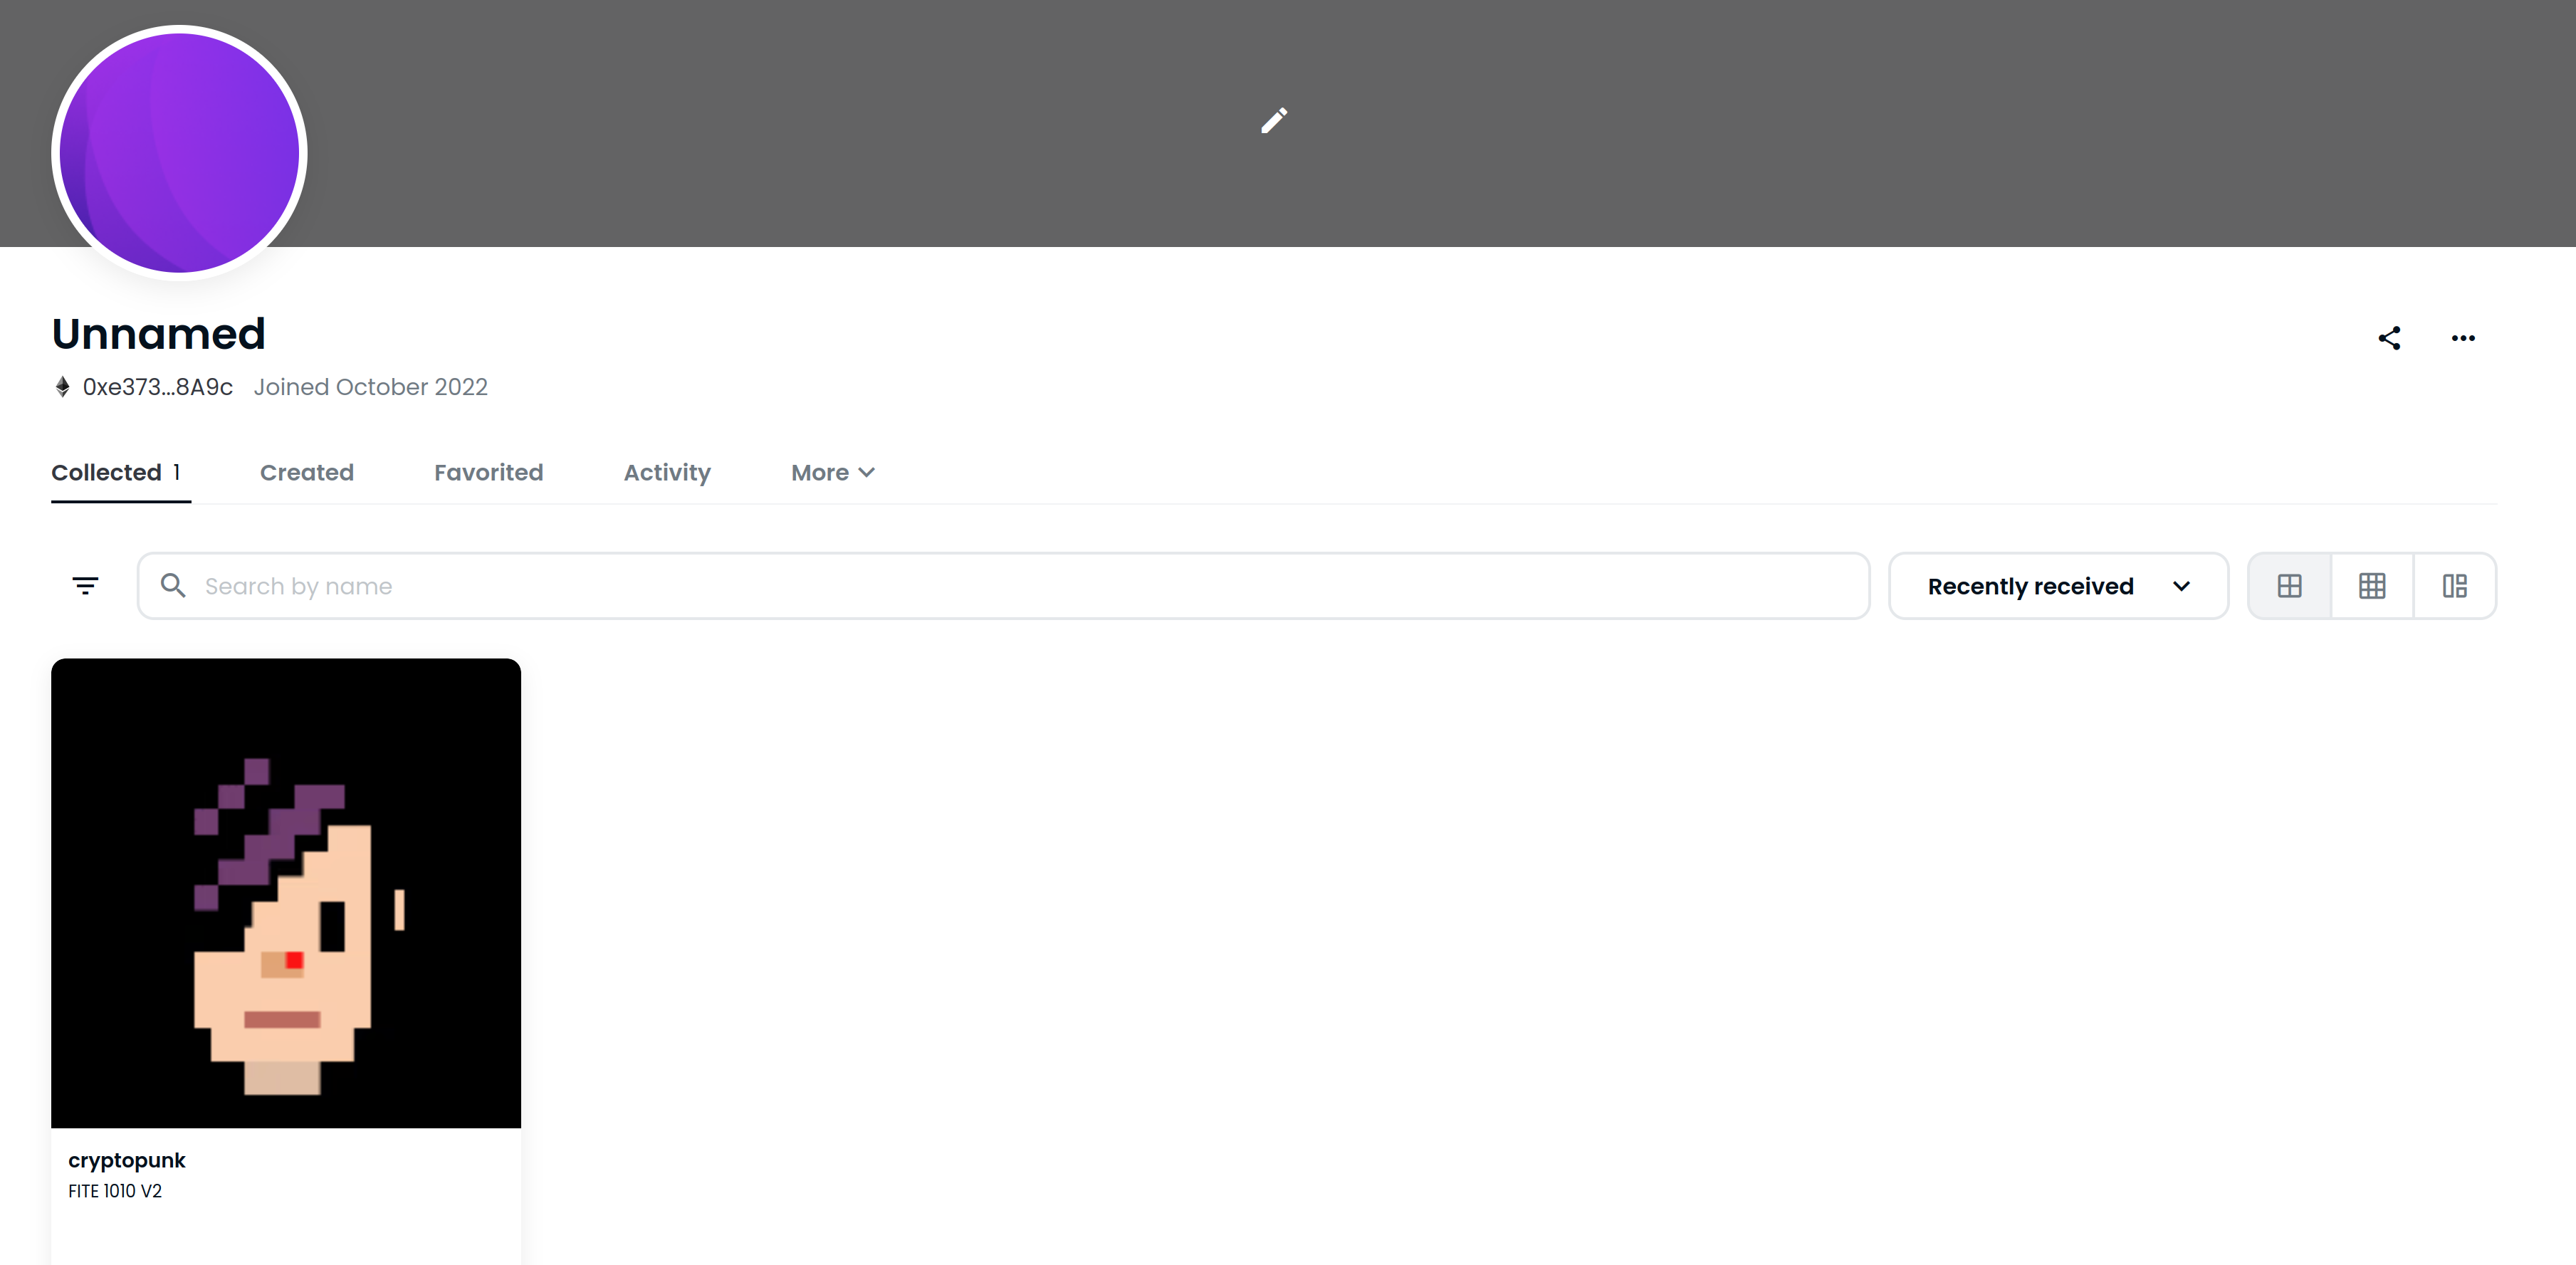 Unnamed
0xe373...8A9c Joined October 2022
Collected 1 Created Favorited Activity More
Search by name Recently received
cryptopunk
FITE 1010 V2